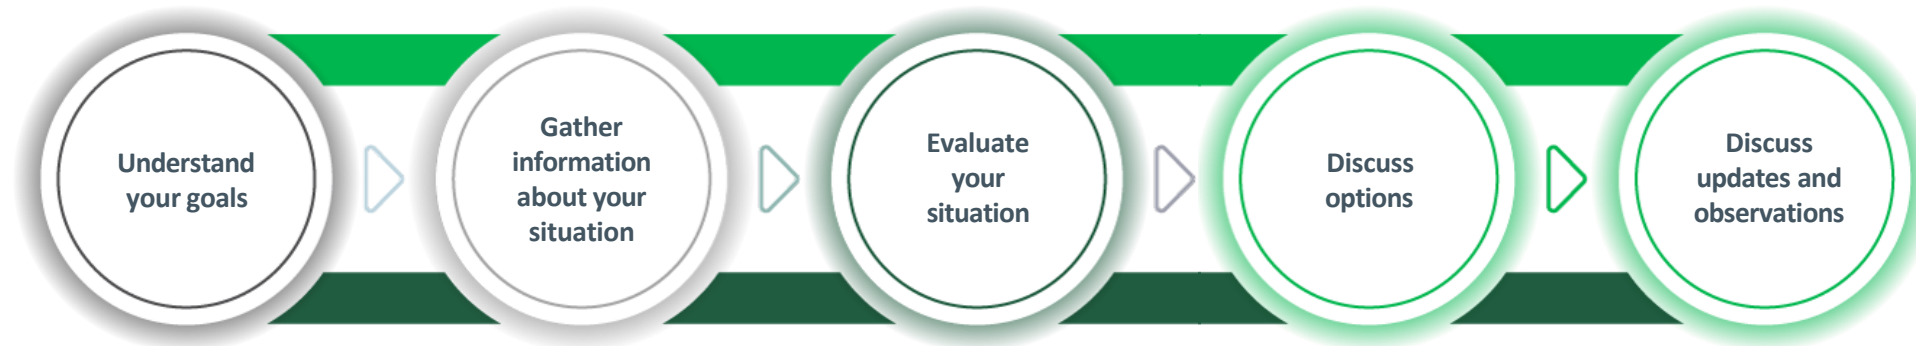 Understand
your goals
Gather
information
about your
situation
Evaluate
your
situation
Discuss
options
Discuss
updates and
observations